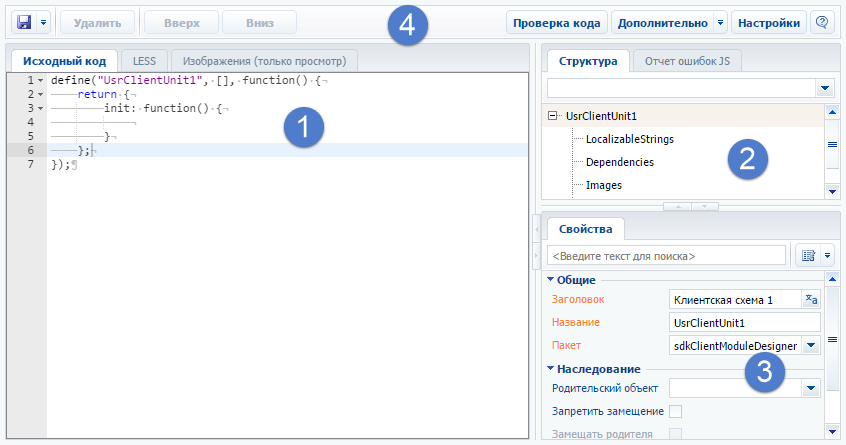 Удалить Вверх Вниз 4 Проверка кода Дополнительно Настройки ?
Исходный код LESS Изображения (только просмотр)
1 define("UsrClientUnit1", [], function() {
2 return {
3 init: function() {
4
5 }
6 };
7 });
1
Структура Отчет ошибок JS
UsrClientUnit1
LocalizableStrings
Dependencies
Images
2
Свойства
<Введите текст для поиска>
Общие
Заголовок Клиентская схема 1
Название UsrClientUnit1
Пакет sdkClientModuleDesigner
Наследование
3
Родительский объект
Запретить замещение
Замещать родителя